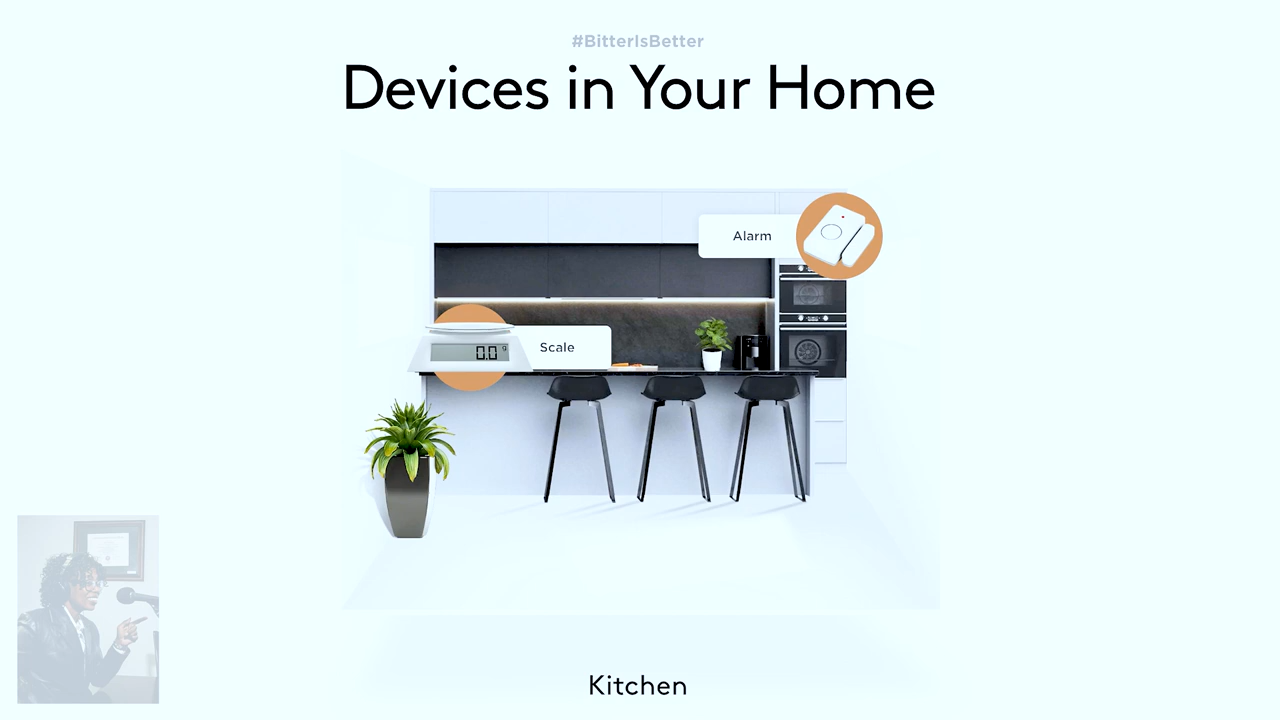 #BitterIsBetter
Devices in Your Home
Alarm
0.0 g
Scale
Kitchen